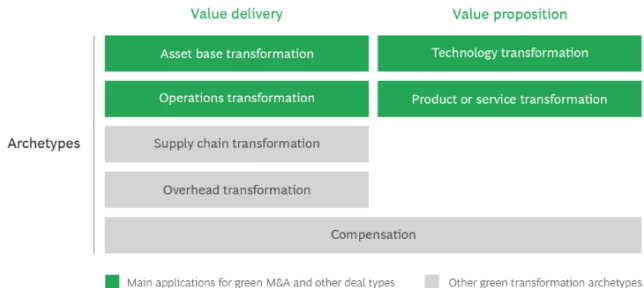 Value delivery
Value proposition
Asset base transformation
Technology transformation
Operations transformation
Product or service transformation
Archetypes
Supply chain transformation
Overhead transformation
Compensation
Main applications for green M&A and other deal types
Other green transformation archetypes